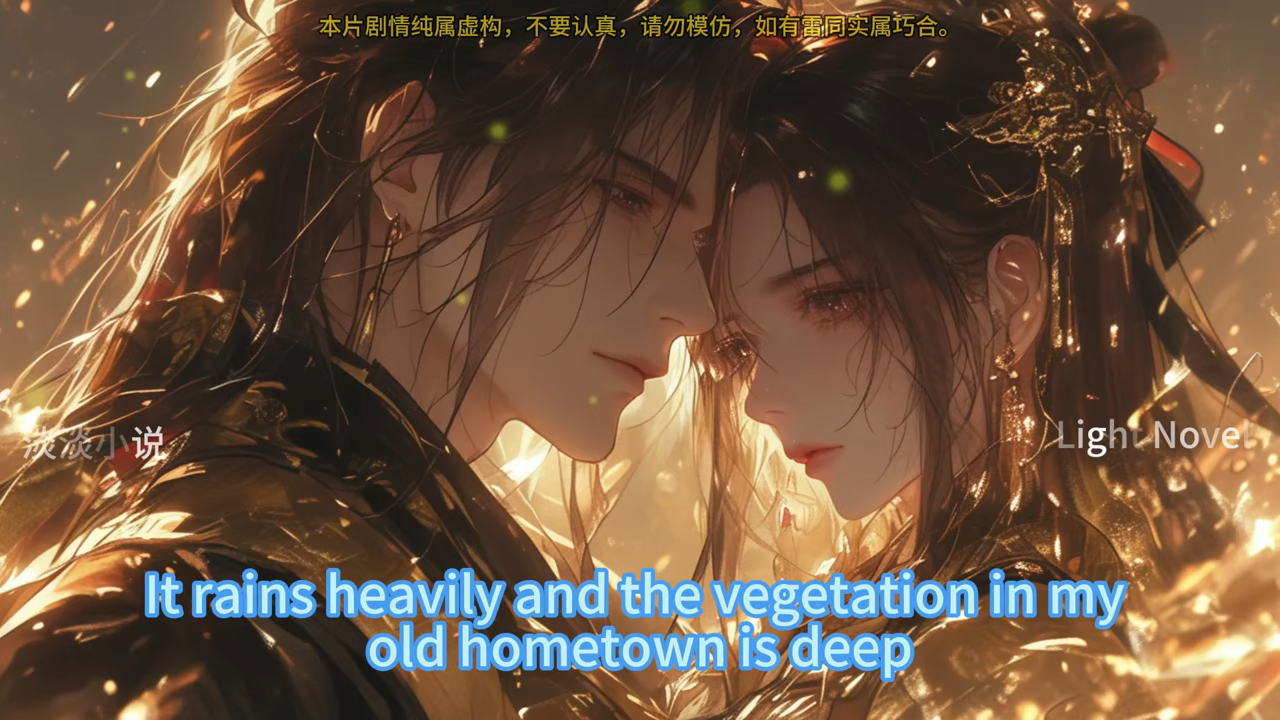 本片剧情纯属虚构，不要认真，请勿模仿，如有雷同实属巧合。
淡淡小说
Light Novel
It rains heavily and the vegetation in my
old hometown is deep